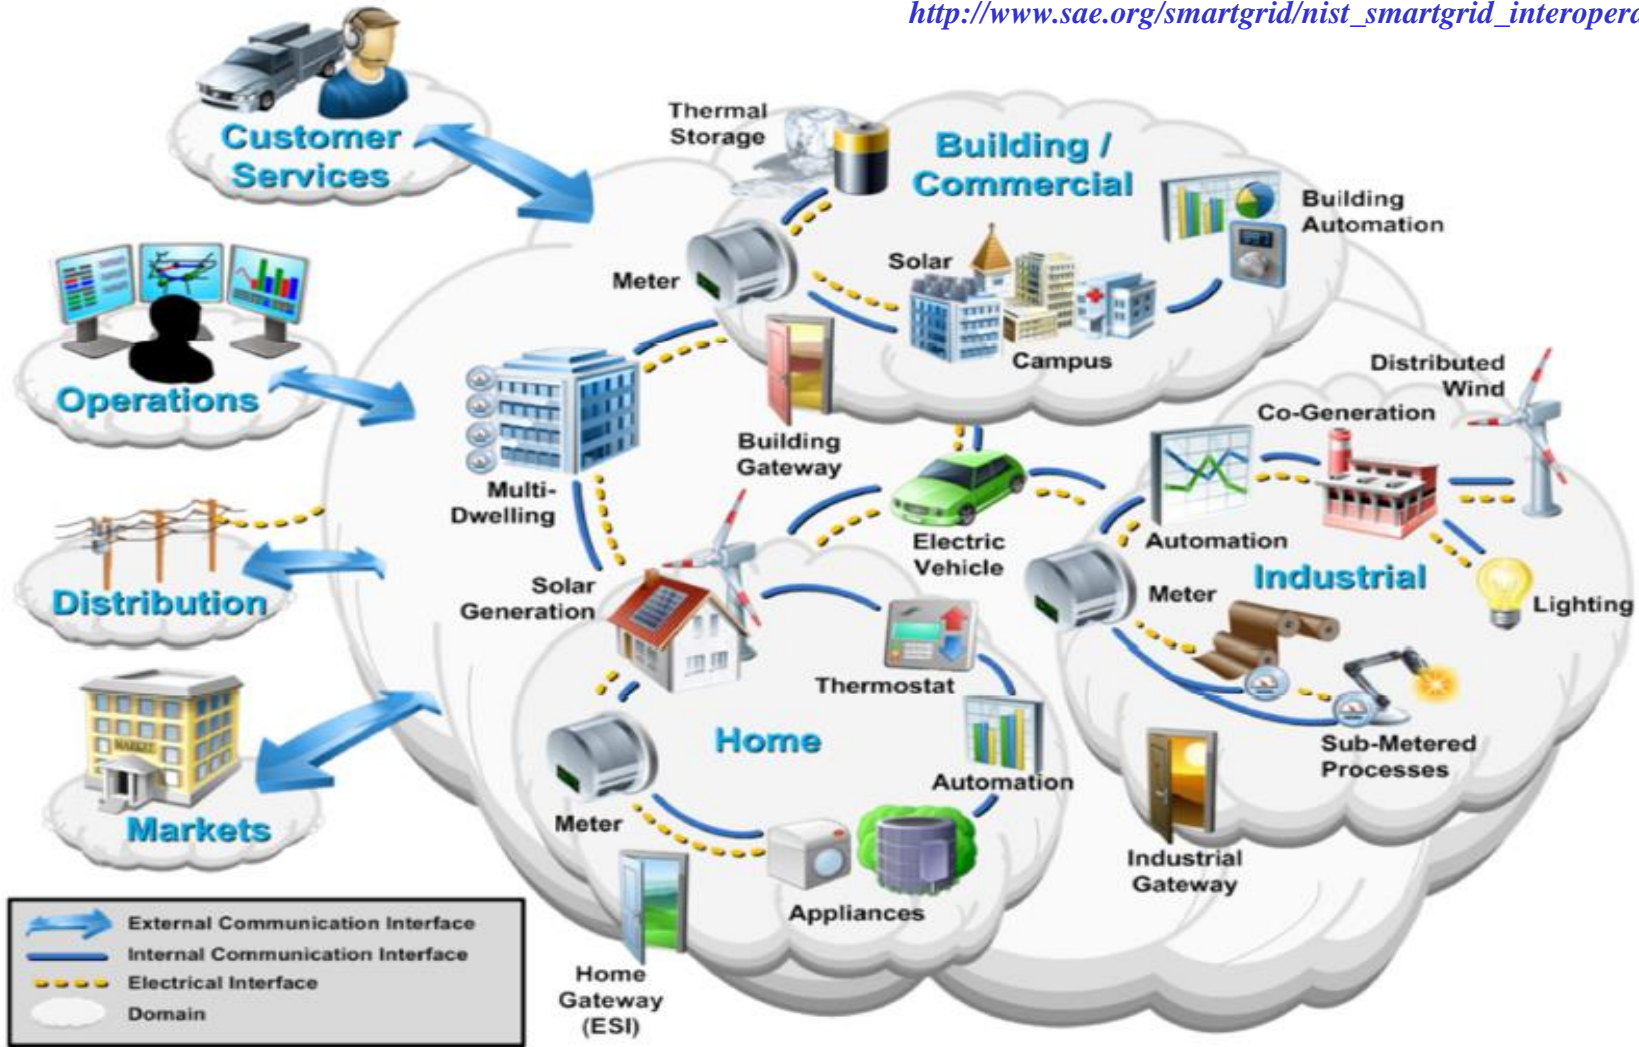 http://www.sae.org/smartgrid/nist_smartgrid_interopera
Customer
Services
Thermal
Storage
Building /
Commercial
Building
Automation
Meter
Solar
Campus
Operations
Distributed
Wind
Co-Generation
Building
Gateway
Multi-
Dwelling
Electric
Vehicle
Automation
Industrial
Distribution
Solar
Generation
Meter
Lighting
Thermostat
Home
Sub-Metered
Processes
MARKET
Automation
Markets
Meter
Industrial
Gateway
Appliances
Home
Gateway
(ESI)
External Communication Interface
Internal Communication Interface
Electrical Interface
Domain